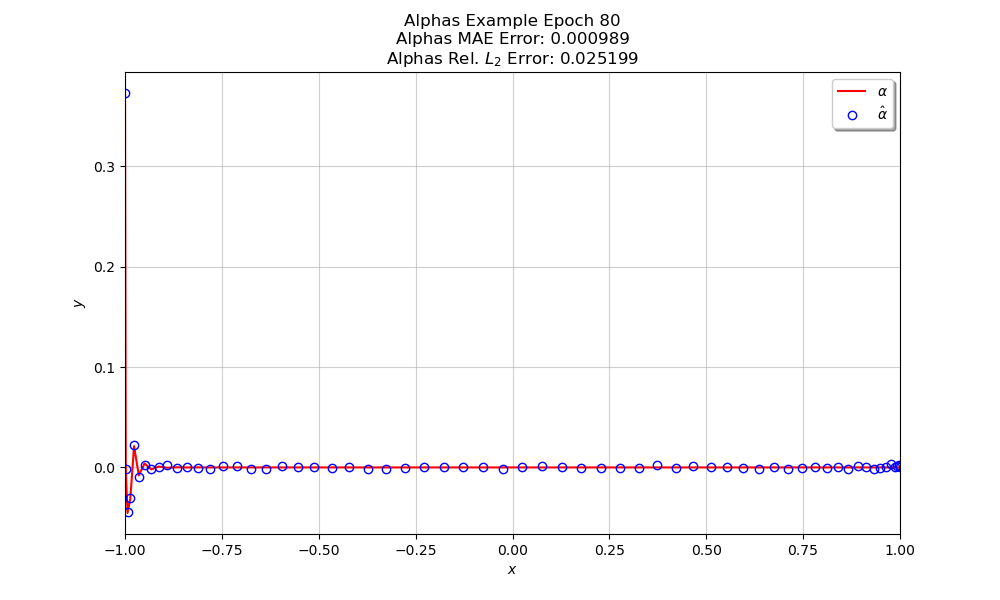 Alphas Example Epoch 80
Alphas MAE Error: 0.000989
Alphas Rel. L₂ Error: 0.025199
α
α̂
0.3
0.2
0.1
0.0
y
−1.00 −0.75 −0.50 −0.25 0.00 0.25 0.50 0.75 1.00
x